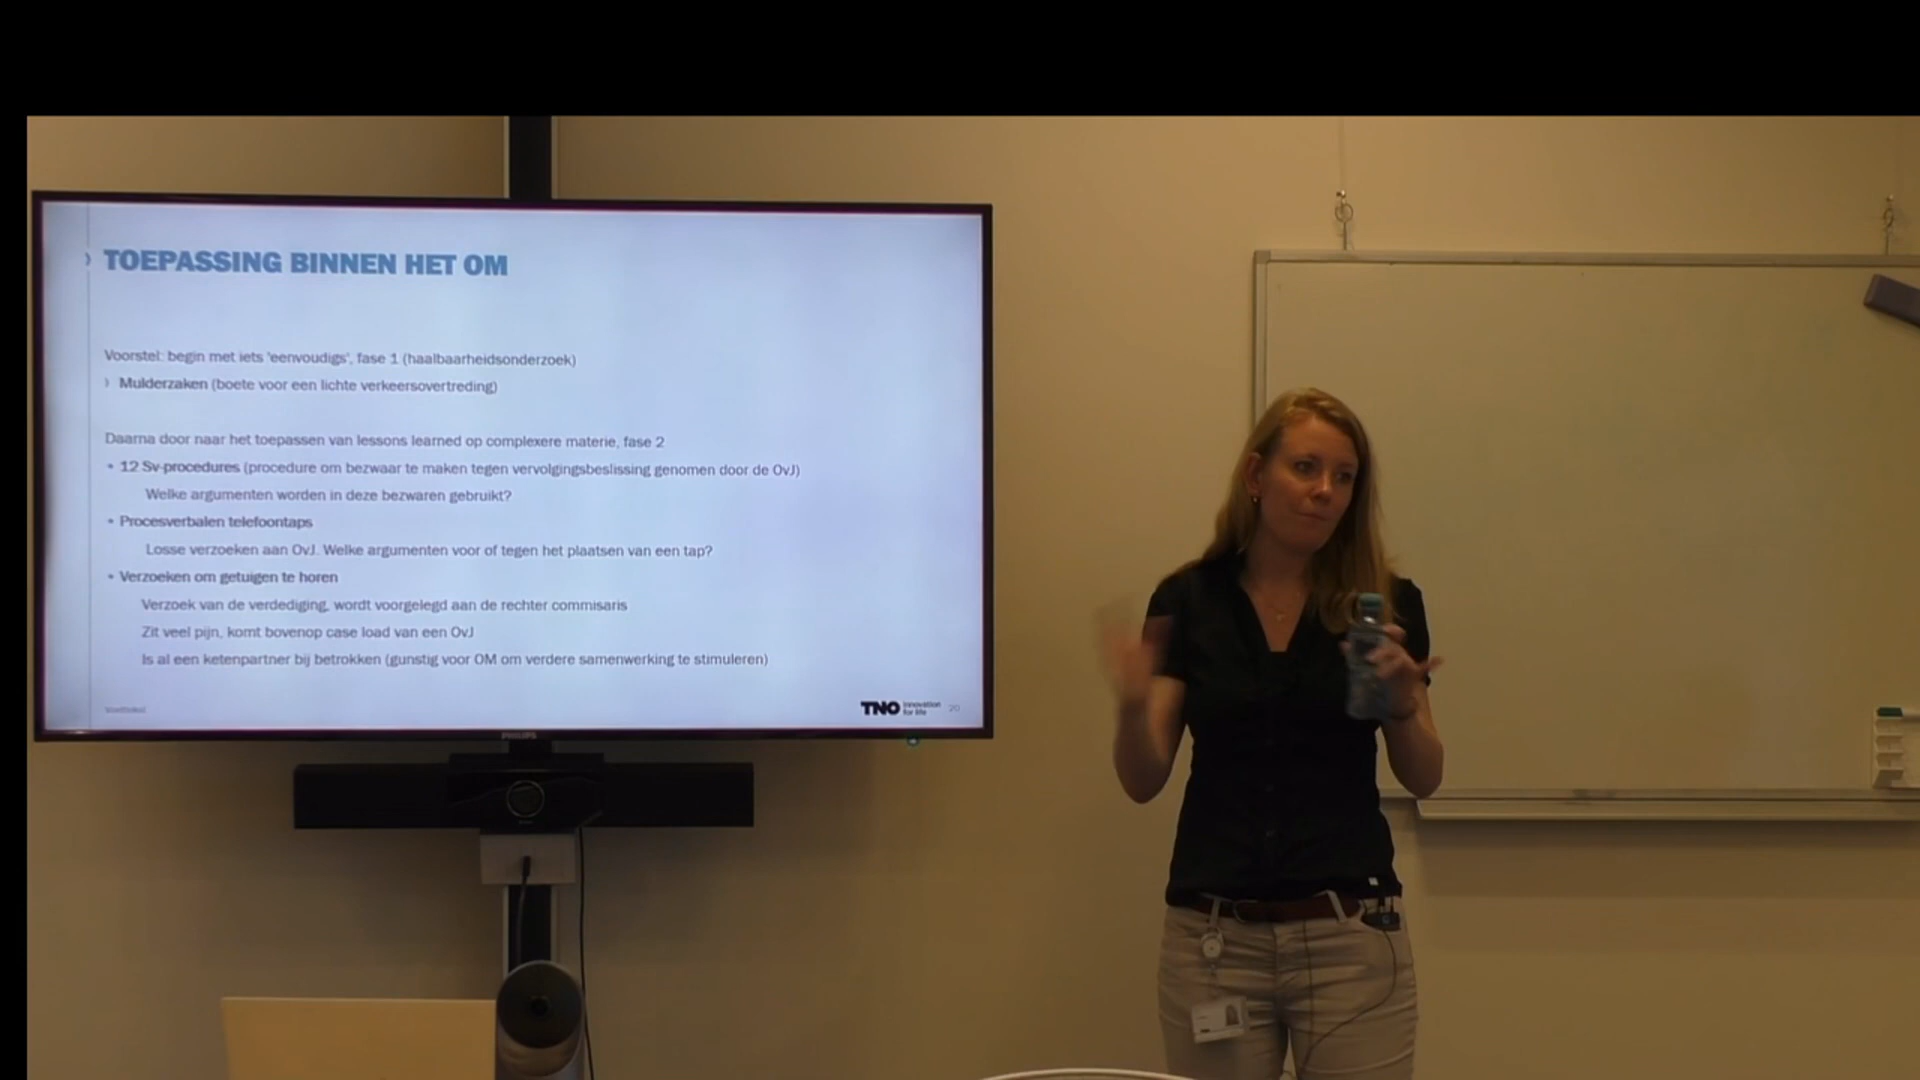 TOEPASSING BINNEN HET OM
Voorstel: begin met iets 'eenvoudigs', fase 1 (haalbaarheidsonderzoek)
Mulderzaken (boete voor een lichte verkeersovertreding)
Daarna door naar het toepassen van lessons learned op complexere materie, fase 2
• 12 Sv-procedures (procedure om bezwaar te maken tegen vervolgingsbeslissing genomen door de OvJ)
Welke argumenten worden in deze bezwaren gebruikt?
• Procesverbalen telefoontaps
Losse verzoeken aan OvJ. Welke argumenten voor of tegen het plaatsen van een tap?
• Verzoeken om getuigen te horen
Verzoek van de verdediging, wordt voorgelegd aan de rechter commisaris
Zit veel pijn, komt bovenop case load van een OvJ
Is al een ketenpartner bij betrokken (gunstig voor OM om verdere samenwerking te stimuleren)
TNO innovation for life 20
PHILIPS